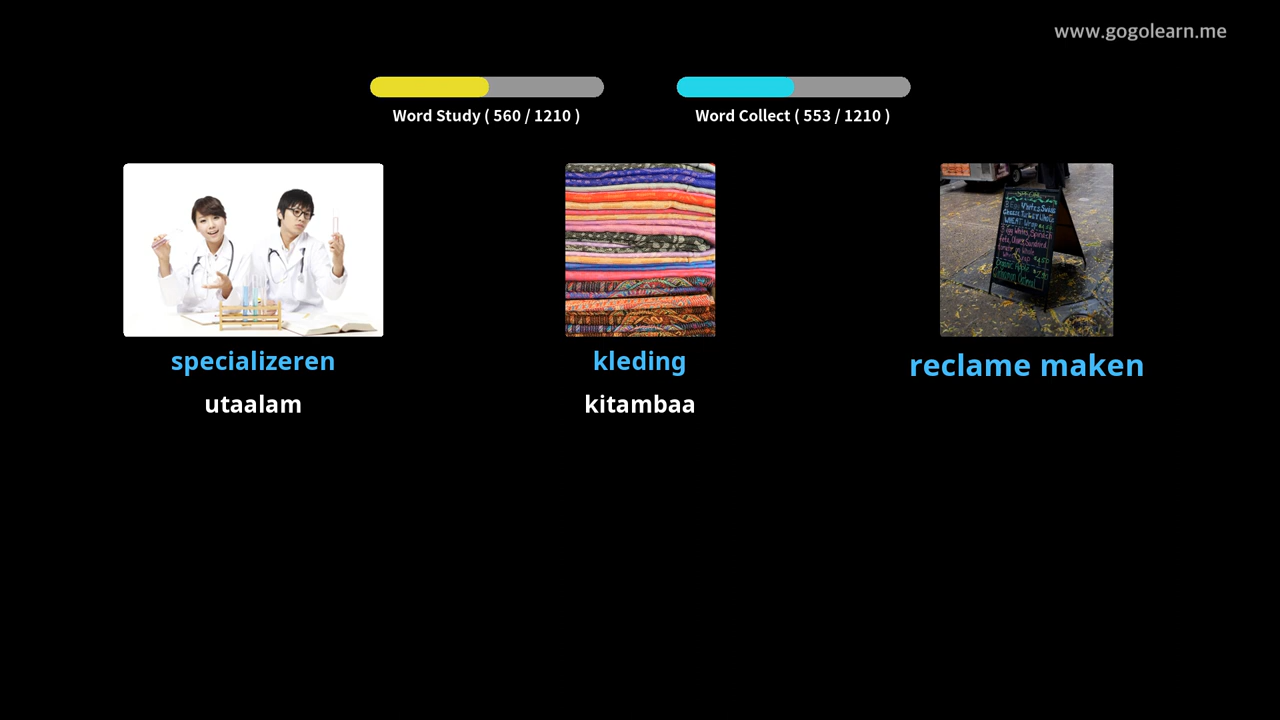 www.gogolearn.me
Word Study ( 560 / 1210 )
Word Collect ( 553 / 1210 )
specializeren
kleding
reclame maken
utaalam
kitambaa